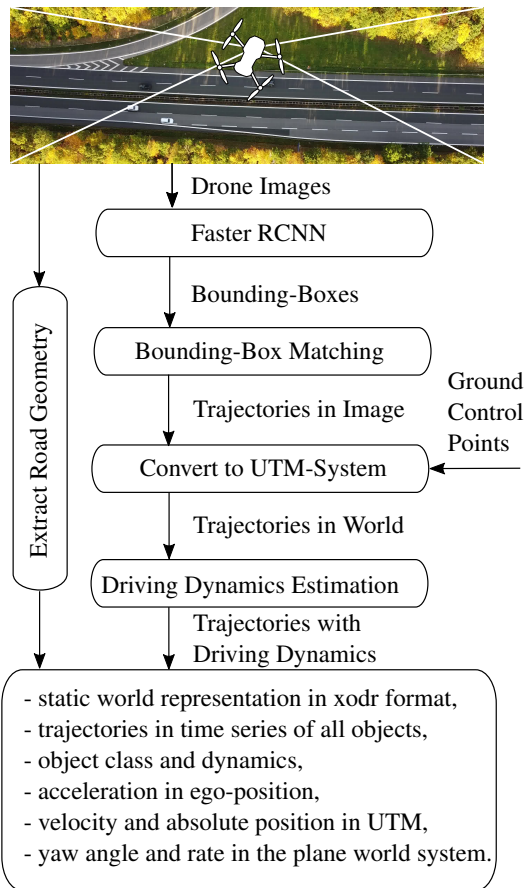 Drone Images
Faster RCNN
Bounding-Boxes
Bounding-Box Matching
Trajectories in Image
Ground
Control
Points
Convert to UTM-System
Trajectories in World
Extract Road Geometry
Driving Dynamics Estimation
Trajectories with
Driving Dynamics
- static world representation in xodr format,
- trajectories in time series of all objects,
- object class and dynamics,
- acceleration in ego-position,
- velocity and absolute position in UTM,
- yaw angle and rate in the plane world system.